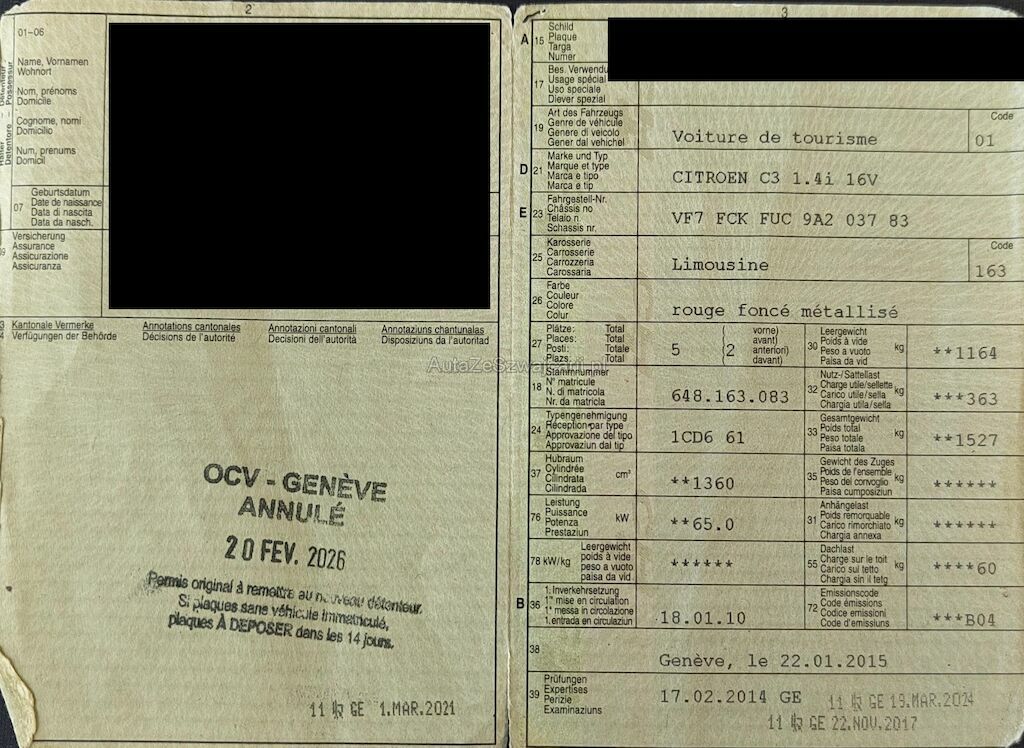 2
01–06
Name, Vornamen
Wohnort
Nom, prénoms
Domicile
Cognome, nomi
Domicilio
Num, prenums
Domicil
07
Geburtsdatum
Date de naissance
Data di nascita
Data da nasch.
Versicherung
Assurance
Assicurazione
Assicuranza
Kantonale Vermerke
Verfügungen der Behörde
Annotations cantonales
Décisions de l'autorité
Annotazioni cantonali
Decisioni dell'autorità
Annotaziuns chantunalas
Disposiziuns da l'autoritad
OCV - GENÈVE
ANNULÉ
20 FEV. 2026
Permis original à remettre au nouveau détenteur.
Si plaques sans véhicule immatriculé,
plaques À DEPOSER dans les 14 jours.
11 GE 1.MAR.2021
AutaZeSzwajcarii.pl
3
A 15 Schild
Plaque
Targa
Numer
17 Bes. Verwendu
Usage spécial
Uso speciale
Diever spezial
19 Art des Fahrzeugs
Genre de véhicule
Genere di veicolo
Gener dal vehichel
Voiture de tourisme
Code
01
D 21 Marke und Typ
Marque et type
Marca e tipo
Marca e tip
CITROEN C3 1.4i 16V
E 23 Fahrgestell-Nr.
Châssis no
Telaio n.
Schassis nr.
VF7 FCK FUC 9A2 037 83
25 Karosserie
Carrosserie
Carrozzeria
Carossaria
Limousine
Code
163
26 Farbe
Couleur
Colore
Colur
rouge foncé métallisé
27 Plätze: Total
Places: Total
Posti: Totale
Plazs: Total
5
vorne)
avant)
anteriori)
davant)
2
30 Leergewicht
Poids à vide
Peso a vuoto
Paisa da vid
kg
**1164
18 Stammnummer
N° matricule
N. di matricola
Nr. da matricla
648.163.083
32 Nutz-/Sattellast
Charge utile/sellette
Carico utile/sella
Chargia utila/sella
kg
***363
24 Typengenehmigung
Réception par type
Approvazione del tipo
Approvaziun dal tip
1CD6 61
33 Gesamtgewicht
Poids total
Peso totale
Paisa totala
kg
**1527
37 Hubraum
Cylindrée
Cilindrata
Cilindrada
cm³
**1360
35 Gewicht des Zuges
Poids de l'ensemble
Peso del convoglio
Paisa cumposiziun
kg
******
76 Leistung
Puissance
Potenza
Prestaziun
kW
**65.0
31 Anhängelast
Poids remorquable
Carico rimorchiato
Chargia annexa
kg
******
78 kW/kg Leergewicht
poids à vide
peso a vuoto
paisa da vid
******
55 Dachlast
Charge sur le toit
Carico sul tetto
Chargia sin il tetg
kg
****60
B 36 1. Inverkehrsetzung
1re mise en circulation
1a messa in circolazione
1. entrada en circulaziun
18.01.10
72 Emissionscode
Code émissions
Codice emissioni
Code d'emissiuns
***B04
38
Genève, le 22.01.2015
39 Prüfungen
Expertises
Perizie
Examinaziuns
17.02.2014 GE
11 GE 19.MAR.2024
11 GE 22.NOV.2017